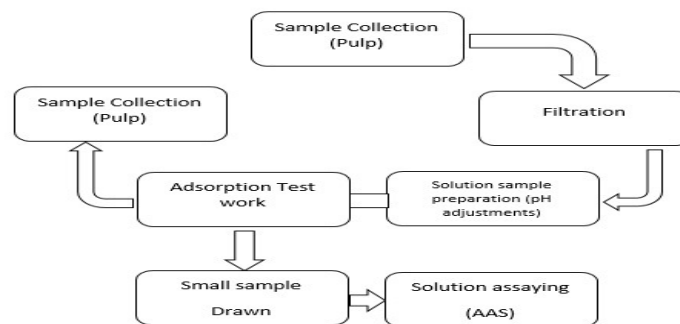 Sample Collection
(Pulp)
Sample Collection
(Pulp)
Filtration
Adsorption Test
work
Solution sample
preparation (pH
adjustments)
Small sample
Drawn
Solution assaying
(AAS)